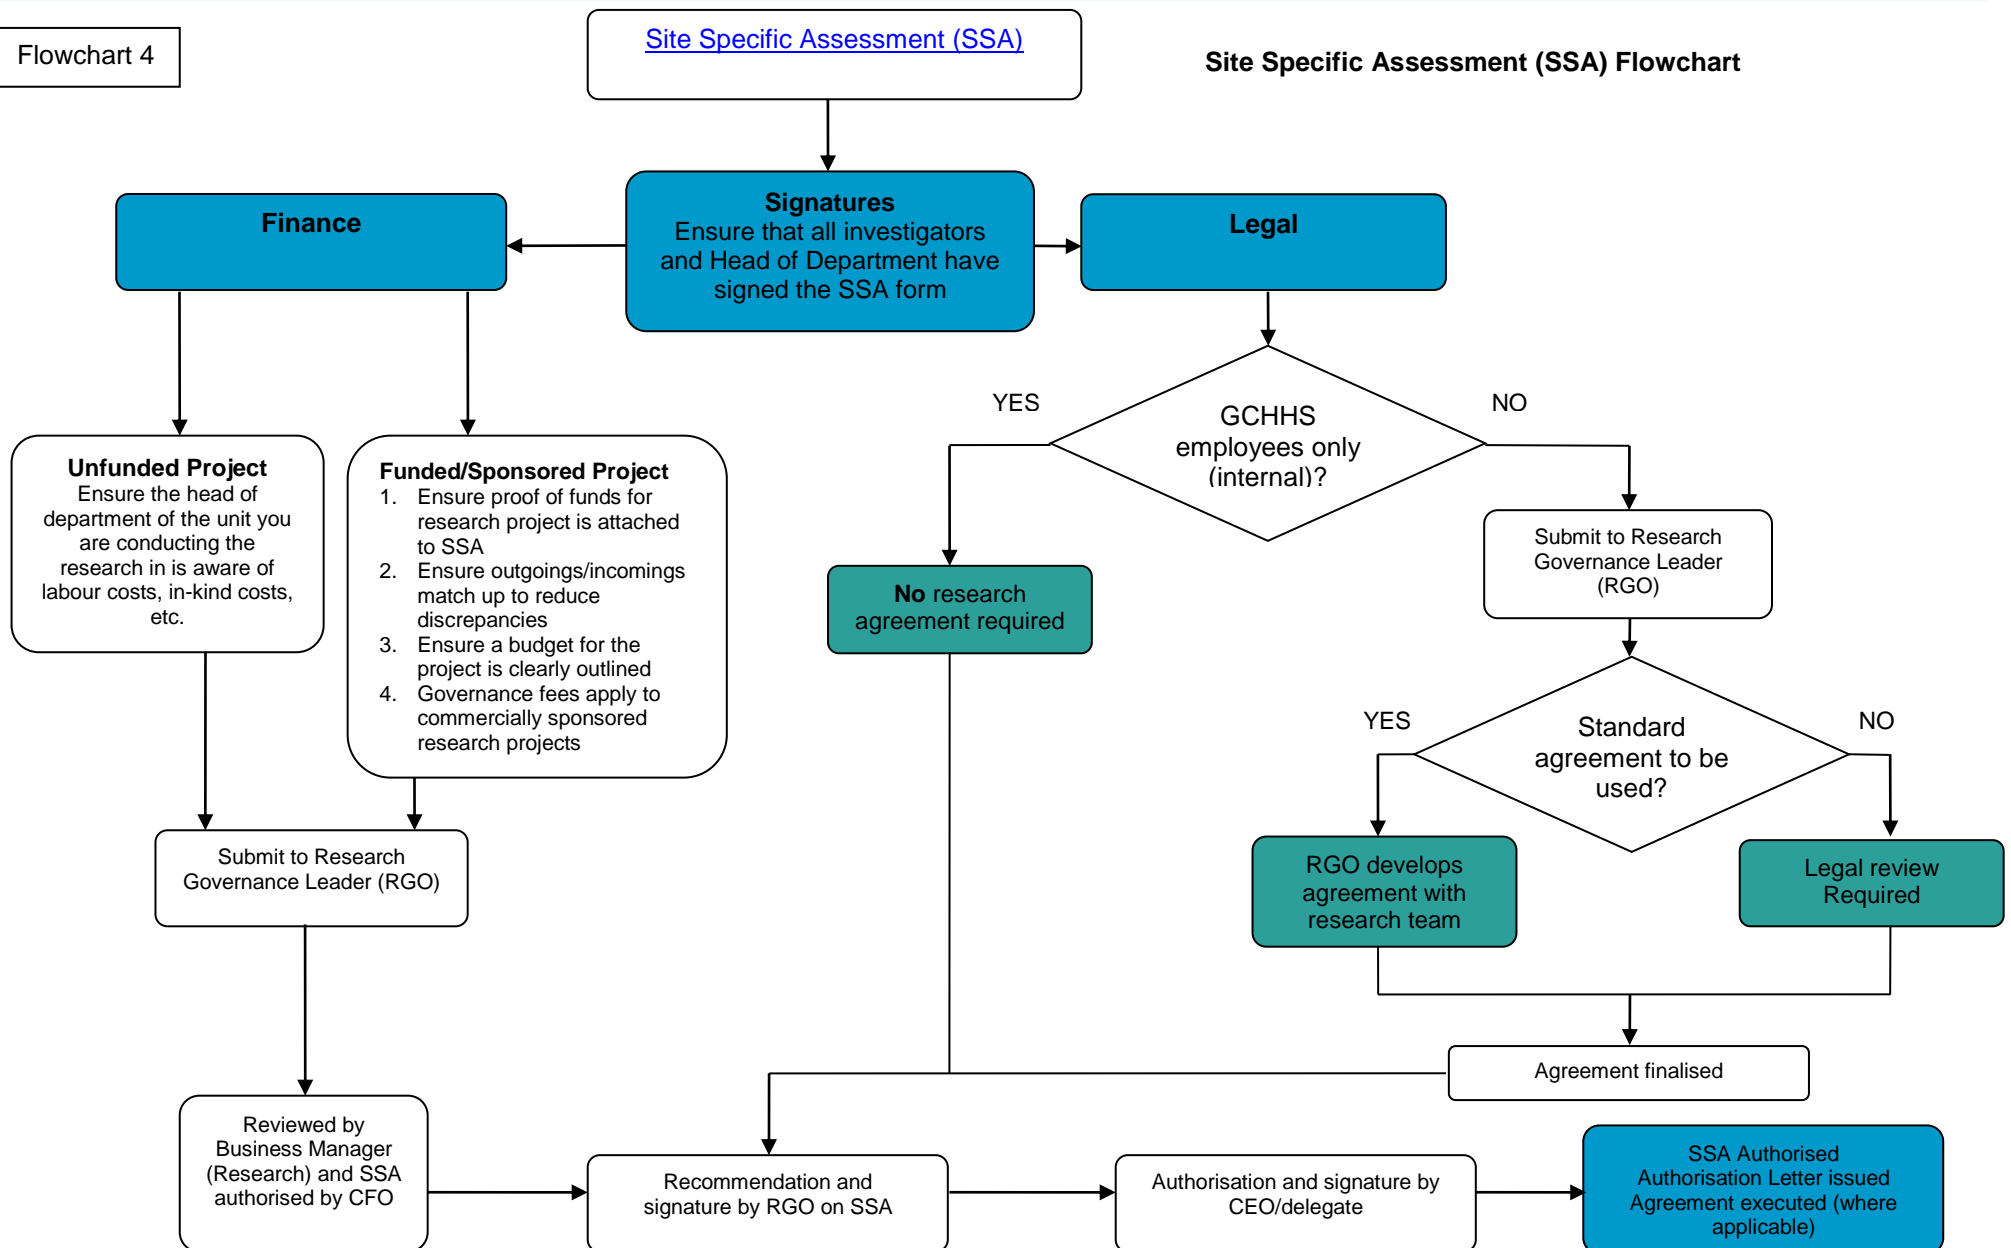 Flowchart 4
Site Specific Assessment (SSA)
Site Specific Assessment (SSA) Flowchart
Finance
Signatures
Ensure that all investigators
and Head of Department have
signed the SSA form
Legal
YES
GCHHS
employees only
(internal)?
NO
Unfunded Project
Ensure the head of
department of the unit you
are conducting the
research in is aware of
labour costs, in-kind costs,
etc.
Funded/Sponsored Project
1. Ensure proof of funds for
research project is attached
to SSA
2. Ensure outgoings/incomings
match up to reduce
discrepancies
3. Ensure a budget for the
project is clearly outlined
4. Governance fees apply to
commercially sponsored
research projects
No research
agreement required
Submit to Research
Governance Leader
(RGO)
YES
Standard
agreement to be
used?
NO
Submit to Research
Governance Leader (RGO)
RGO develops
agreement with
research team
Legal review
Required
Agreement finalised
Reviewed by
Business Manager
(Research) and SSA
authorised by CFO
Recommendation and
signature by RGO on SSA
Authorisation and signature by
CEO/delegate
SSA Authorised
Authorisation Letter issued
Agreement executed (where
applicable)